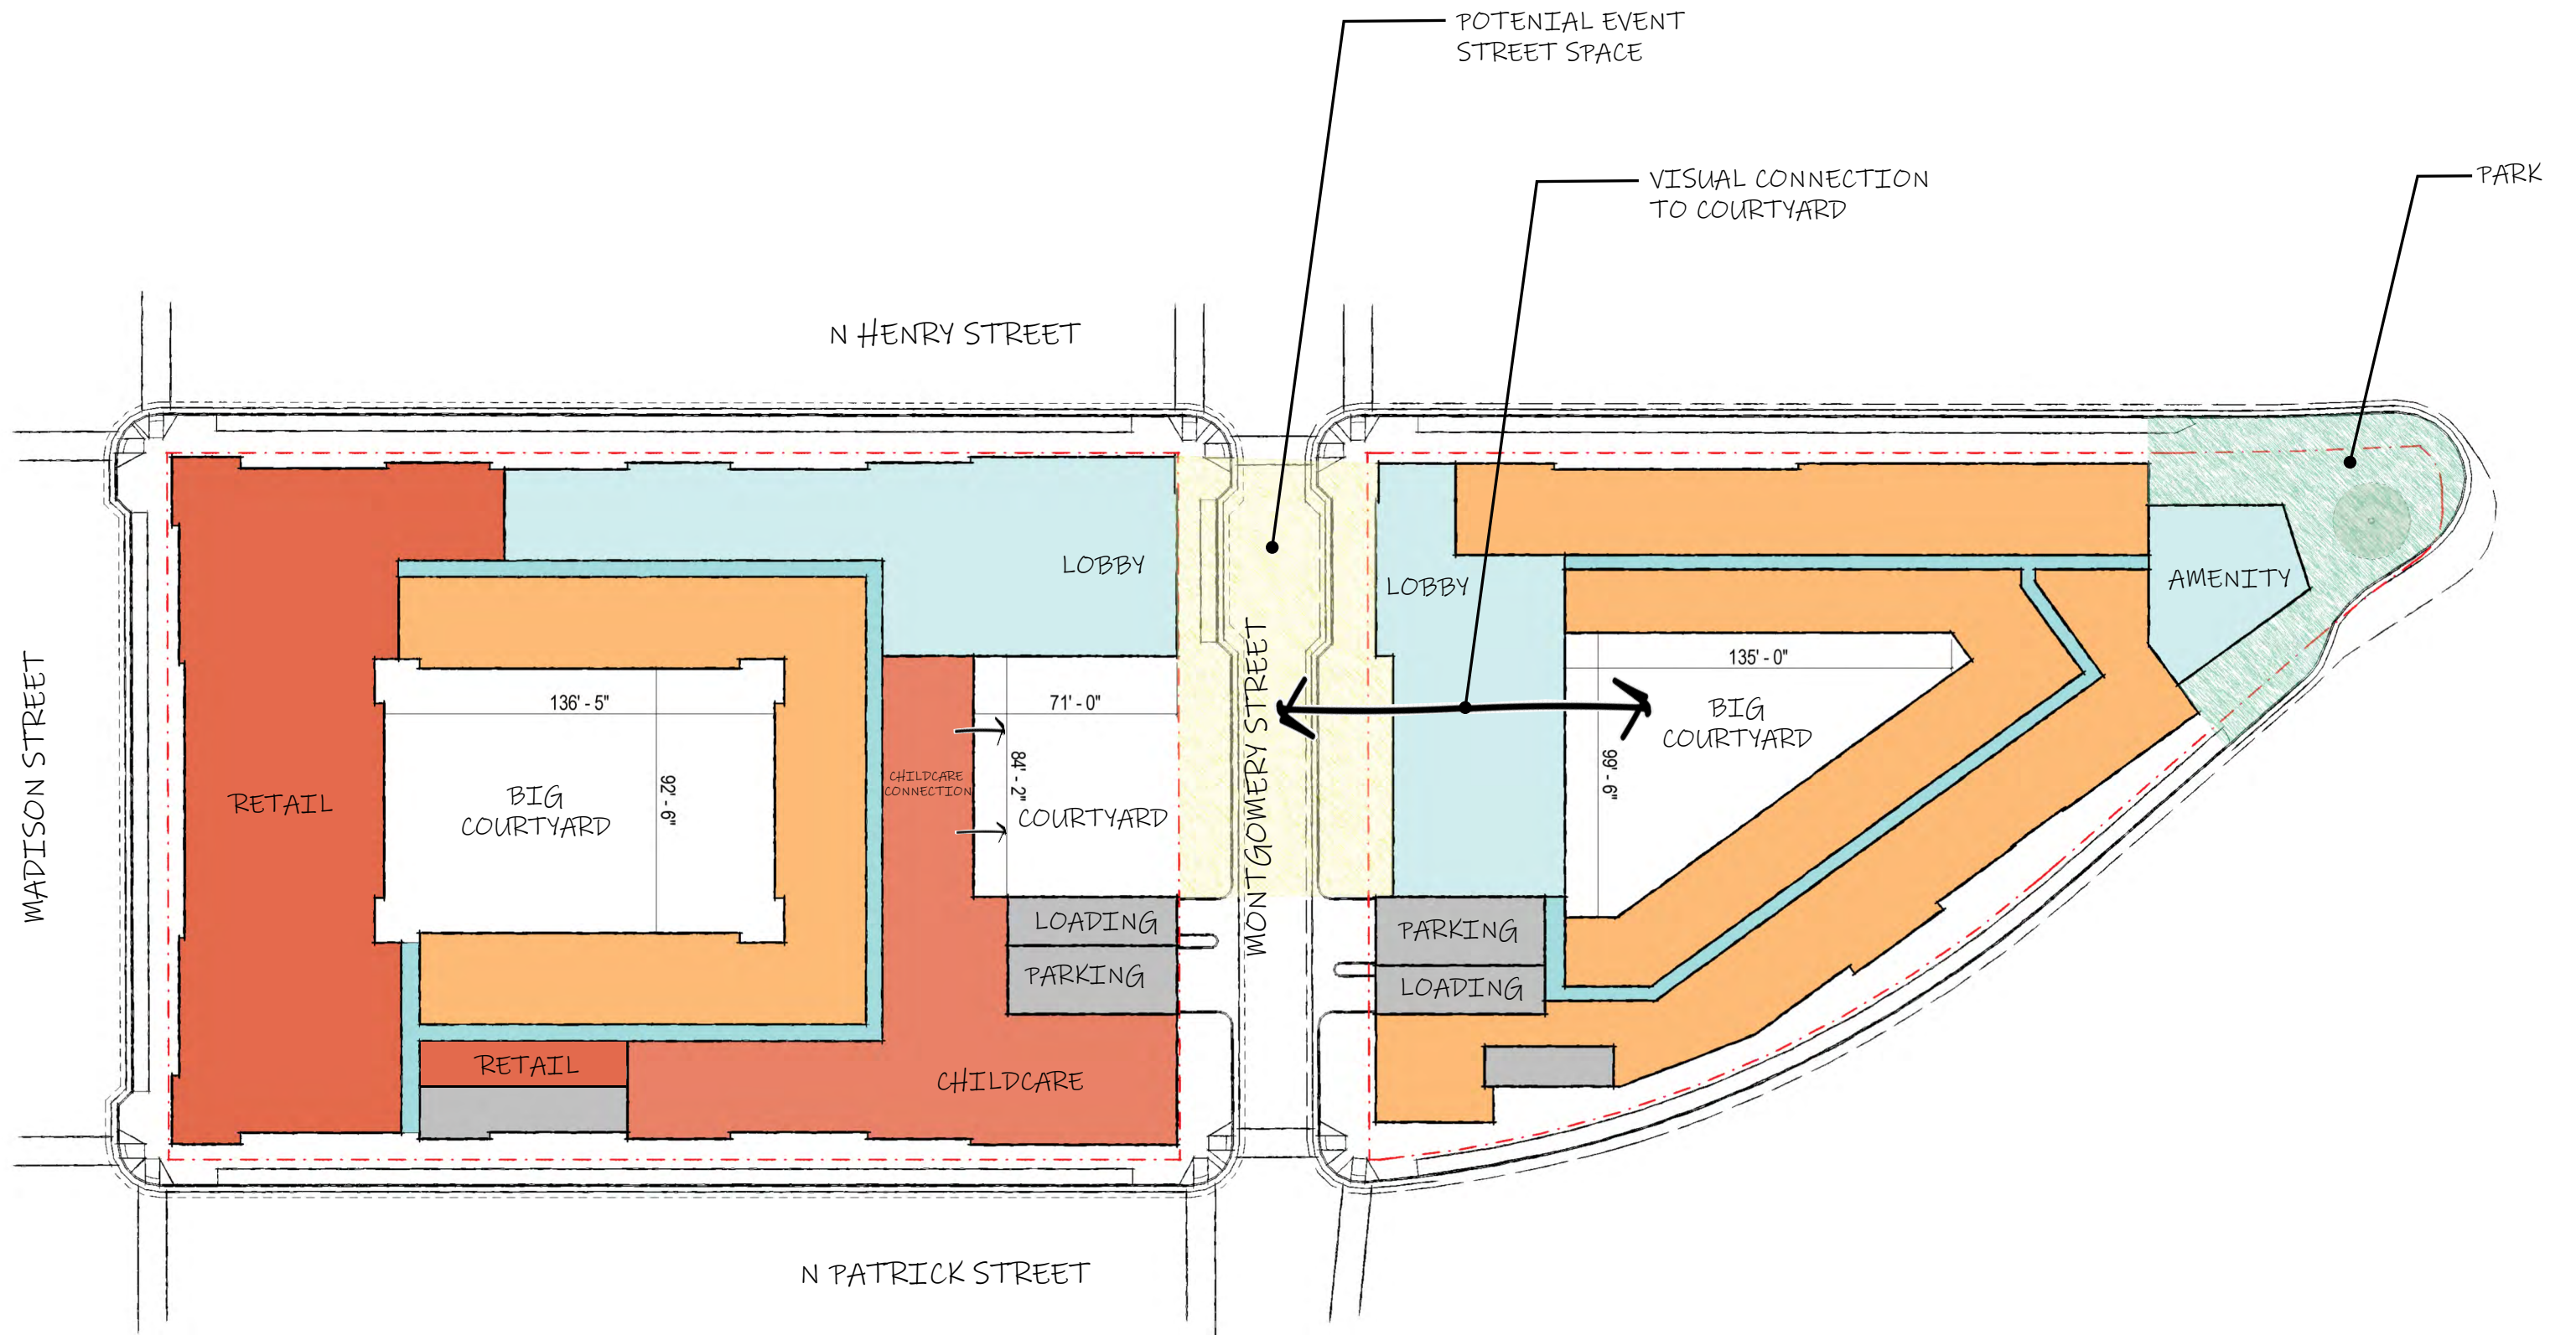 POTENIAL EVENT
STREET SPACE
VISUAL CONNECTION
TO COURTYARD
PARK
N HENRY STREET
MADISON STREET
RETAIL
136' - 5"
92' - 6"
BIG
COURTYARD
LOBBY
CHILDCARE
CONNECTION
71' - 0"
84' - 2"
COURTYARD
LOADING
PARKING
RETAIL
CHILDCARE
MONTGOMERY STREET
LOBBY
135' - 0"
99' - 6"
BIG
COURTYARD
AMENITY
PARKING
LOADING
N PATRICK STREET